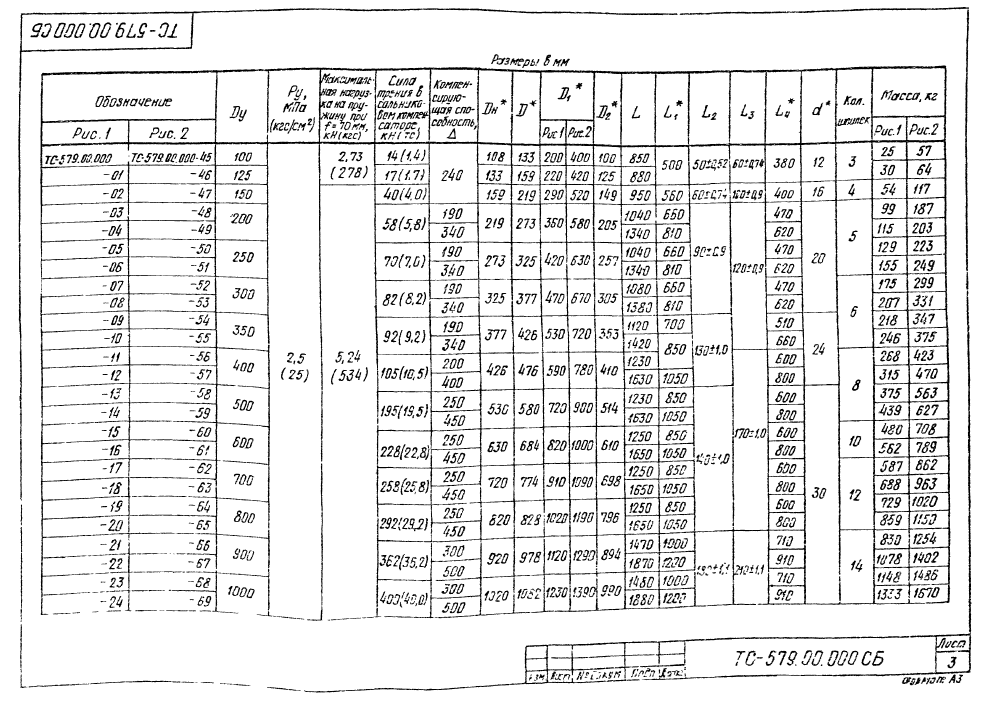 ТС-579.00.000 СБ
Размеры в мм
Обозначение | Dу | Pу, МПа (кгс/см²) | Максимальная нагрузка на пружину при f=70мм, кН(кгс) | Сила трения в сальниковом компенсаторе, кН(тс) | Компенсирующая способность, Δ | Dн* | D* | D₁* | D₂* | L | L₁* | L₂ | L₃ | L₄* | d* | Кол. шпилек | Масса, кг
Рис. 1 | Рис. 2 | Рис.1 | Рис.2 | Рис.1 | Рис.2
ТС-579.00.000 | ТС-579.00.000-45 | 100 | 2,5 (25) | 2,73 (278) | 14(1,4) | 240 | 108 | 133 | 200 | 400 | 100 | 850 | 500 | 50±0,52 | 60±0,74 | 380 | 12 | 3 | 25 | 57
-01 | -46 | 125 | 17(1.7) | 133 | 159 | 220 | 420 | 125 | 880 | 30 | 64
-02 | -47 | 150 | 5,24 (534) | 40(4,0) | 159 | 219 | 290 | 520 | 149 | 950 | 560 | 60±0,74 | 100±0,9 | 400 | 16 | 4 | 54 | 117
-03 | -48 | 200 | 58(5,8) | 190 | 219 | 273 | 360 | 580 | 205 | 1040 | 660 | 90±0,9 | 120±0,9 | 470 | 20 | 5 | 99 | 187
-04 | -49 | 340 | 1340 | 810 | 620 | 115 | 203
-05 | -50 | 250 | 70(7,0) | 190 | 273 | 325 | 420 | 630 | 257 | 1040 | 660 | 470 | 129 | 223
-06 | -51 | 340 | 1340 | 810 | 620 | 155 | 249
-07 | -52 | 300 | 82(8,2) | 190 | 325 | 377 | 470 | 670 | 305 | 1080 | 660 | 470 | 6 | 175 | 299
-08 | -53 | 340 | 1380 | 810 | 620 | 207 | 331
-09 | -54 | 350 | 92(9,2) | 190 | 377 | 426 | 530 | 720 | 353 | 1120 | 700 | 130±1,0 | 510 | 24 | 218 | 347
-10 | -55 | 340 | 1420 | 850 | 660 | 246 | 375
-11 | -56 | 400 | 105(10,5) | 200 | 426 | 476 | 590 | 780 | 410 | 1230 | 600 | 8 | 268 | 423
-12 | -57 | 400 | 1630 | 1050 | 800 | 315 | 470
-13 | -58 | 500 | 195(19,5) | 250 | 530 | 580 | 720 | 900 | 514 | 1230 | 850 | 140±1,0 | 170±1,0 | 600 | 30 | 375 | 563
-14 | -59 | 450 | 1630 | 1050 | 800 | 439 | 627
-15 | -60 | 600 | 228(22,8) | 250 | 630 | 684 | 820 | 1000 | 610 | 1250 | 850 | 600 | 10 | 480 | 708
-16 | -61 | 450 | 1650 | 1050 | 800 | 562 | 789
-17 | -62 | 700 | 258(25,8) | 250 | 720 | 774 | 910 | 1090 | 698 | 1250 | 850 | 600 | 12 | 587 | 862
-18 | -63 | 450 | 1650 | 1050 | 800 | 688 | 963
-19 | -64 | 800 | 292(29,2) | 250 | 820 | 828 | 1020 | 1190 | 796 | 1250 | 850 | 600 | 729 | 1020
-20 | -65 | 450 | 1650 | 1050 | 800 | 859 | 1150
-21 | -66 | 900 | 362(36,2) | 300 | 920 | 978 | 1120 | 1290 | 894 | 1470 | 1000 | 210±1,1 | 710 | 14 | 830 | 1254
-22 | -67 | 500 | 1870 | 1200 | 910 | 1078 | 1402
-23 | -68 | 1000 | 400(40,0) | 300 | 1020 | 1082 | 1230 | 1390 | 990 | 1480 | 1000 | 710 | 1148 | 1486
-24 | -69 | 500 | 1880 | 1200 | 910 | 1333 | 1670
Изм Лист № докум Подп Дата
ТС-579.00.000 СБ
Лист
3
Формат А3